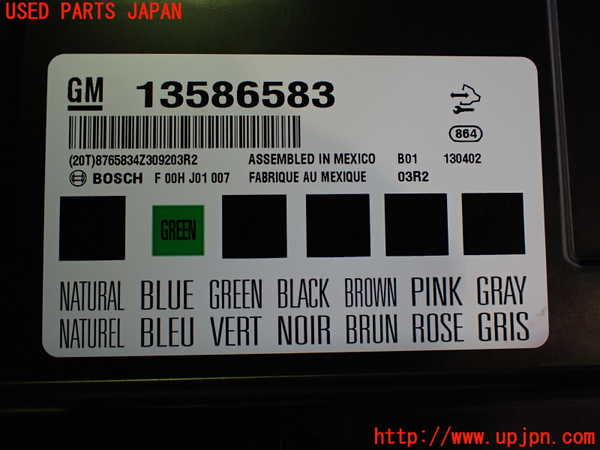 USED PARTS JAPAN
GM 13586583
864
(20T)8765834Z309203R2 ASSEMBLED IN MEXICO B01 130402
BOSCH F 00H J01 007 FABRIQUE AU MEXIQUE 03R2
GREEN
NATURAL BLUE GREEN BLACK BROWN PINK GRAY
NATUREL BLEU VERT NOIR BRUN ROSE GRIS
http://www.upjpn.com/